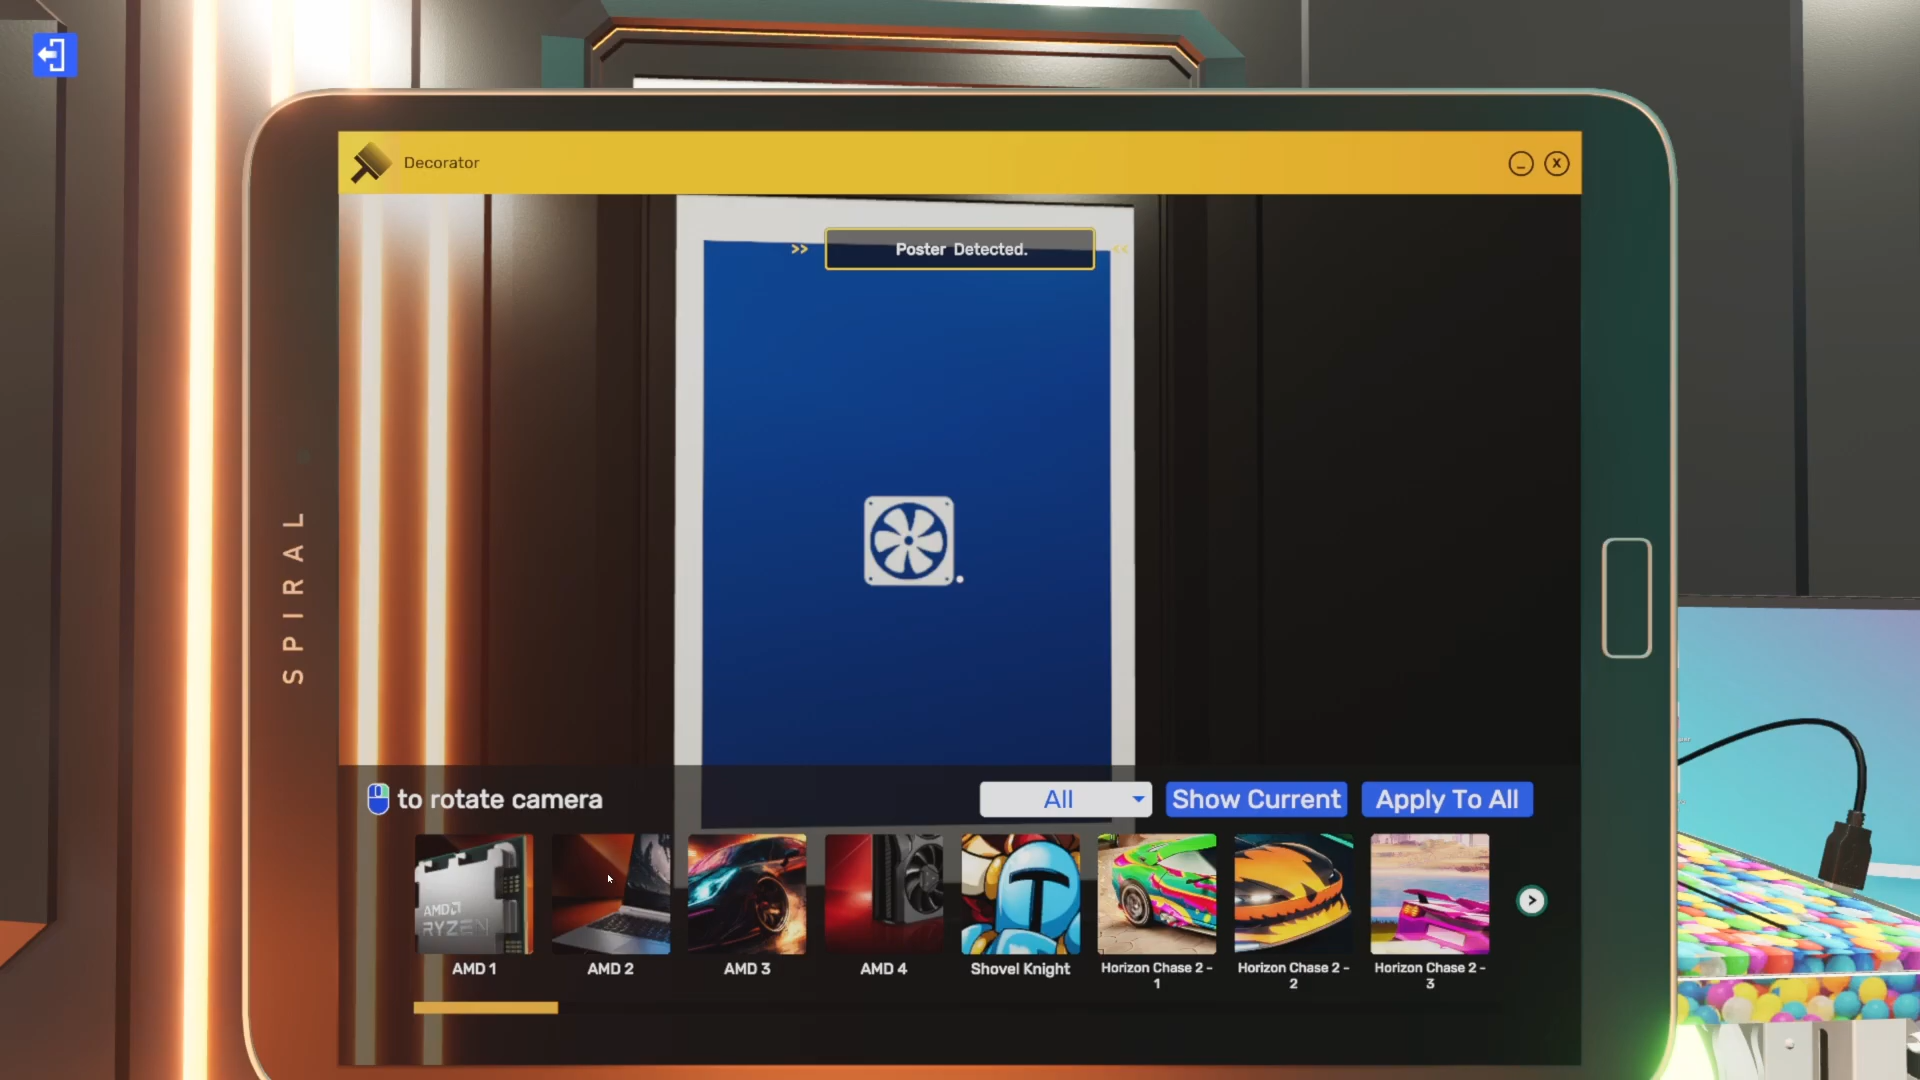 Decorator
Poster Detected.
SPIRAL
to rotate camera
All
Show Current
Apply To All
AMD
RYZEN
AMD 1
AMD 2
AMD 3
AMD 4
Shovel Knight
Horizon Chase 2 -
1
Horizon Chase 2 -
2
Horizon Chase 2 -
3